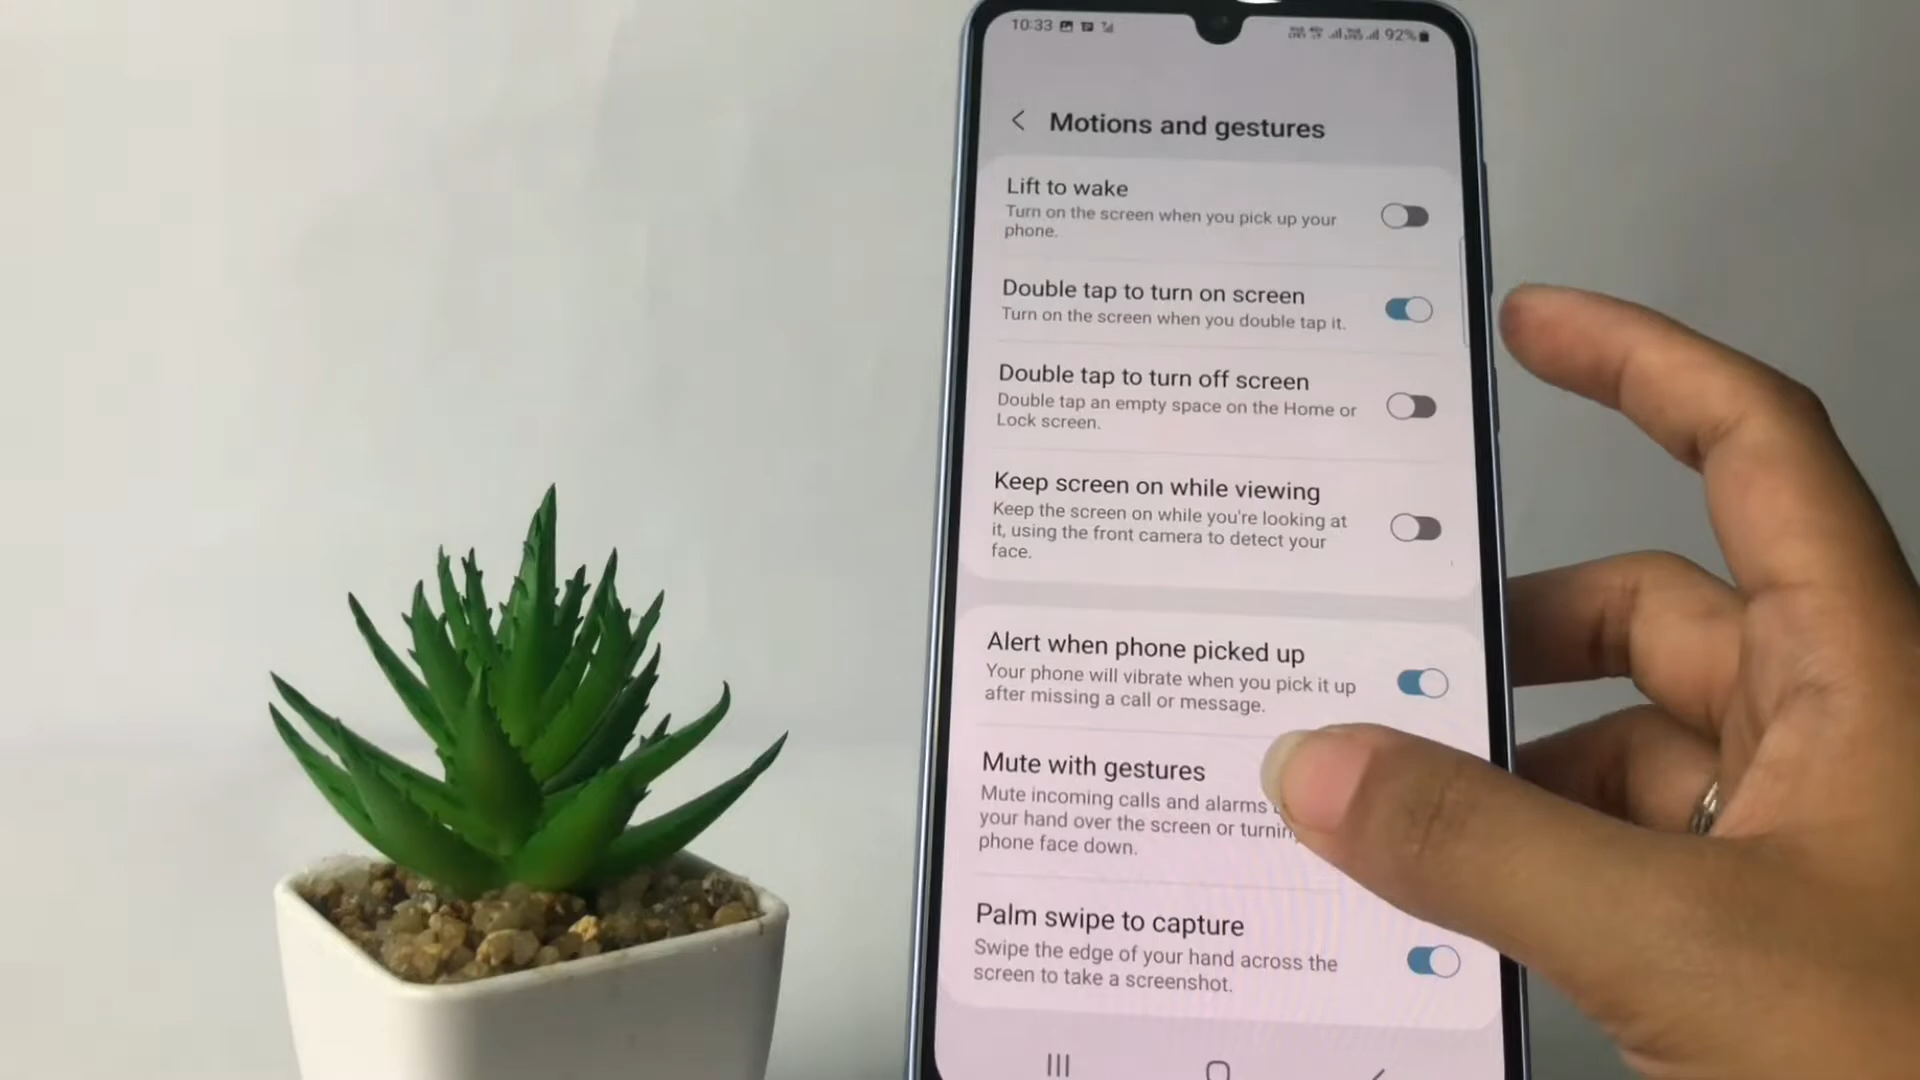 10:33 92%
Motions and gestures
Lift to wake
Turn on the screen when you pick up your
phone.
Double tap to turn on screen
Turn on the screen when you double tap it.
Double tap to turn off screen
Double tap an empty space on the Home or
Lock screen.
Keep screen on while viewing
Keep the screen on while you're looking at
it, using the front camera to detect your
face.
Alert when phone picked up
Your phone will vibrate when you pick it up
after missing a call or message.
Mute with gestures
Mute incoming calls and alarms
your hand over the screen or
phone face down.
Palm swipe to capture
Swipe the edge of your hand across the
screen to take a screenshot.